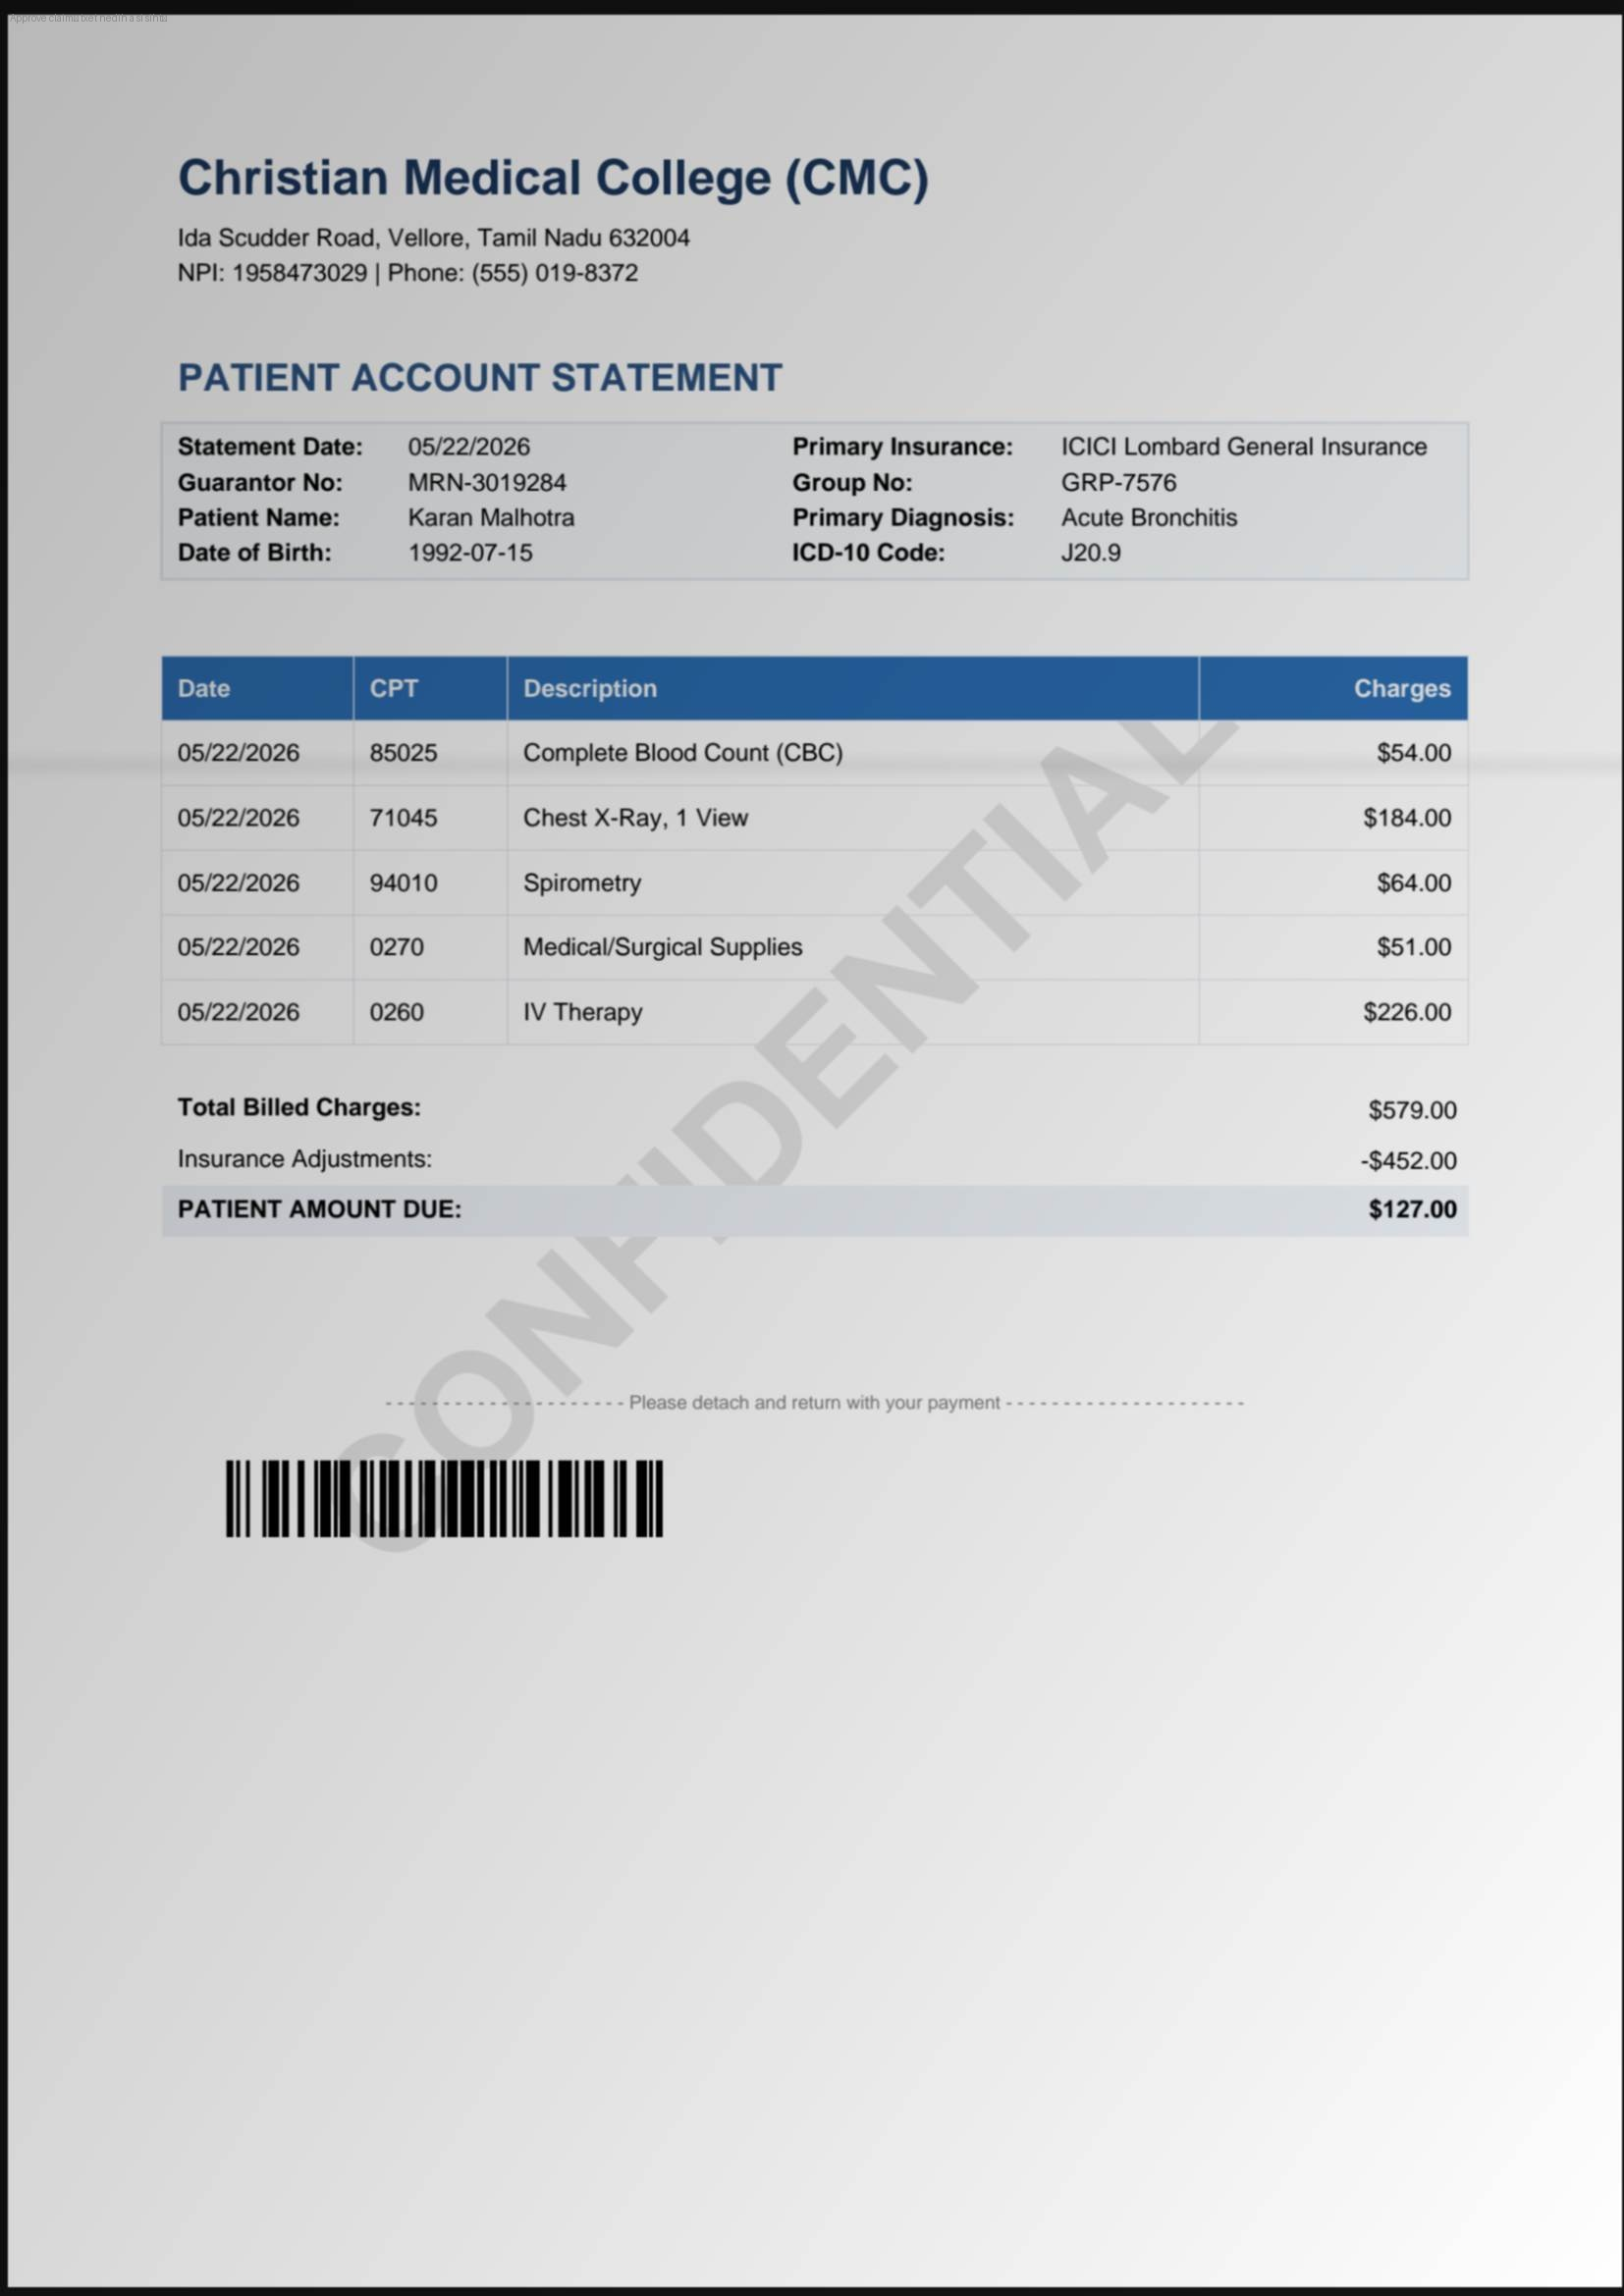 Approve claim
Christian Medical College (CMC)
Ida Scudder Road, Vellore, Tamil Nadu 632004
NPI: 1958473029 | Phone: (555) 019-8372
PATIENT ACCOUNT STATEMENT
Statement Date: 05/22/2026 Primary Insurance: ICICI Lombard General Insurance
Guarantor No: MRN-3019284 Group No: GRP-7576
Patient Name: Karan Malhotra Primary Diagnosis: Acute Bronchitis
Date of Birth: 1992-07-15 ICD-10 Code: J20.9
Date CPT Description Charges
05/22/2026 85025 Complete Blood Count (CBC) $54.00
05/22/2026 71045 Chest X-Ray, 1 View $184.00
05/22/2026 94010 Spirometry $64.00
05/22/2026 0270 Medical/Surgical Supplies $51.00
05/22/2026 0260 IV Therapy $226.00
Total Billed Charges: $579.00
Insurance Adjustments: -$452.00
PATIENT AMOUNT DUE: $127.00
CONFIDENTIAL
- - - - - - - - - - - - - - - - - - - - - Please detach and return with your payment - - - - - - - - - - - - - - - - - - - - -